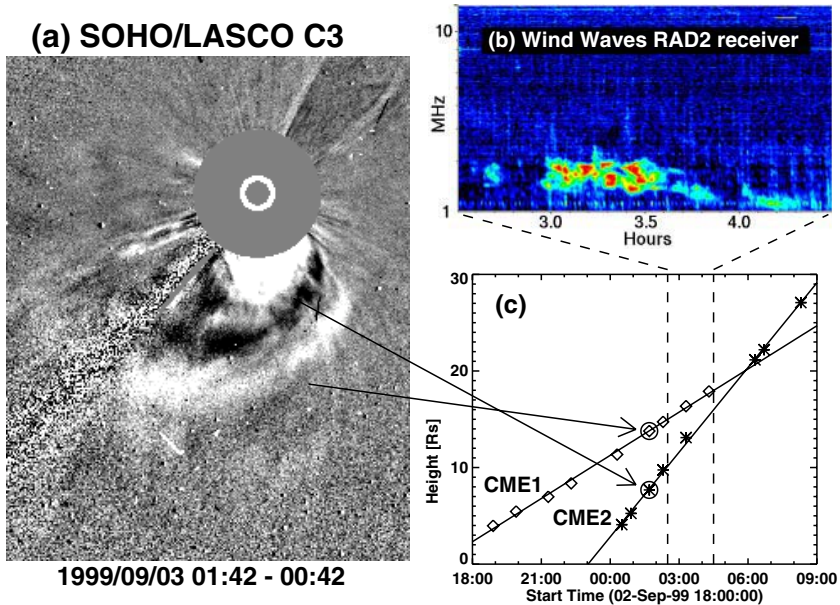 (a) SOHO/LASCO C3
1999/09/03 01:42 - 00:42
(b) Wind Waves RAD2 receiver
10
MHz
1
3.0 3.5 4.0
Hours
(c)
30
20
10
0
Height [Rs]
CME1
CME2
18:00 21:00 00:00 03:00 06:00 09:00
Start Time (02-Sep-99 18:00:00)